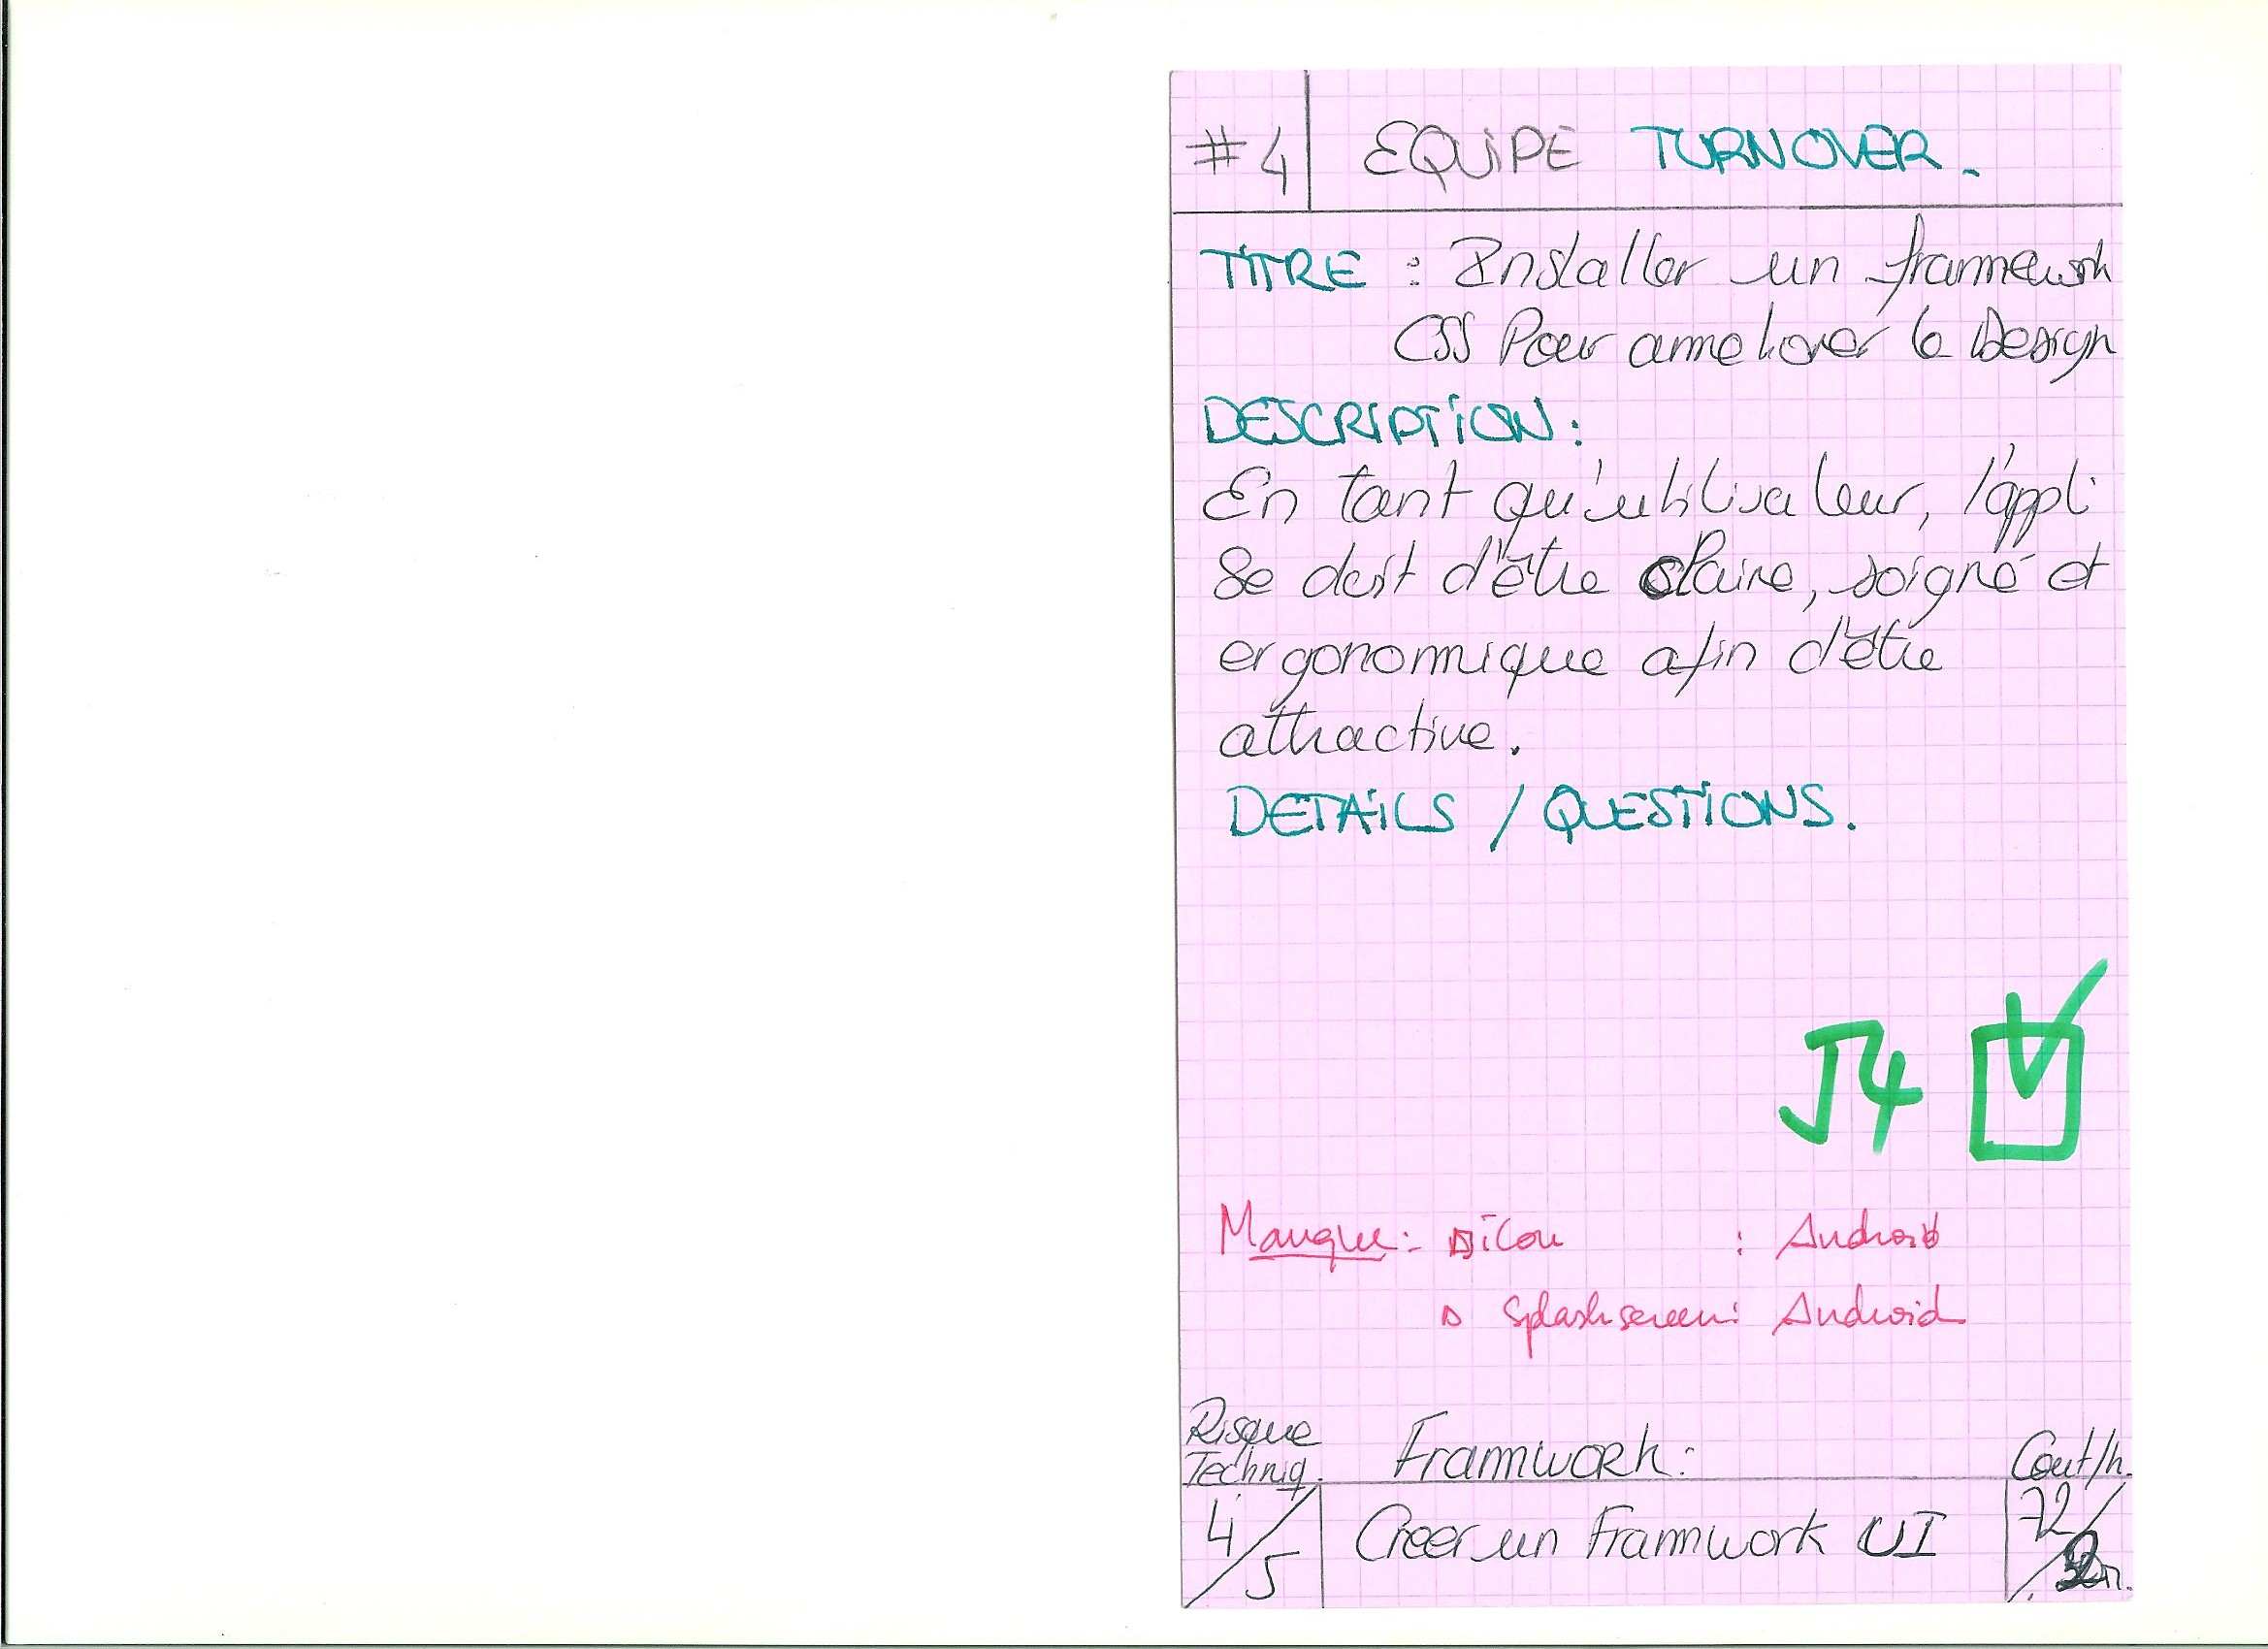 #4 EQUIPE TURNOVER.
TITRE : Installer un framework
CSS Pour ammeliorer le Design
DESCRIPTION:
En tant qu'utilisateur, l'appli
se doit d'être claire, soigné et
ergonomique afin d'être
attractive.
DETAILS / QUESTIONS.
J4
Manque: icon : Android
splashscreen: Android
Risque
Techniq. Framwork: Cout/h.
4/5 Creer un Framwork UI 72/